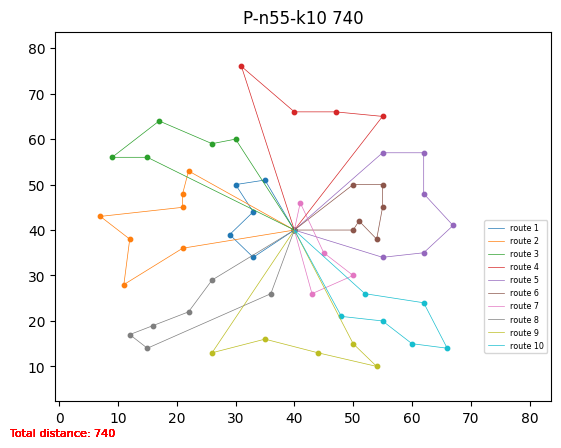 P-n55-k10 740
80
70
60
50
40
30
20
10
0 10 20 30 40 50 60 70 80
route 1
route 2
route 3
route 4
route 5
route 6
route 7
route 8
route 9
route 10
Total distance: 740